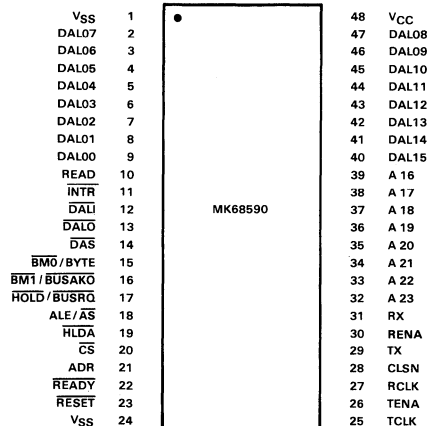 VSS 1 48 VCC
DAL07 2 47 DAL08
DAL06 3 46 DAL09
DAL05 4 45 DAL10
DAL04 5 44 DAL11
DAL03 6 43 DAL12
DAL02 7 42 DAL13
DAL01 8 41 DAL14
DAL00 9 40 DAL15
READ 10 39 A 16
INTR 11 38 A 17
DALI 12 MK68590 37 A 18
DALO 13 36 A 19
DAS 14 35 A 20
BM0/BYTE 15 34 A 21
BM1/BUSAKO 16 33 A 22
HOLD/BUSRQ 17 32 A 23
ALE/AS 18 31 RX
HLDA 19 30 RENA
CS 20 29 TX
ADR 21 28 CLSN
READY 22 27 RCLK
RESET 23 26 TENA
VSS 24 25 TCLK